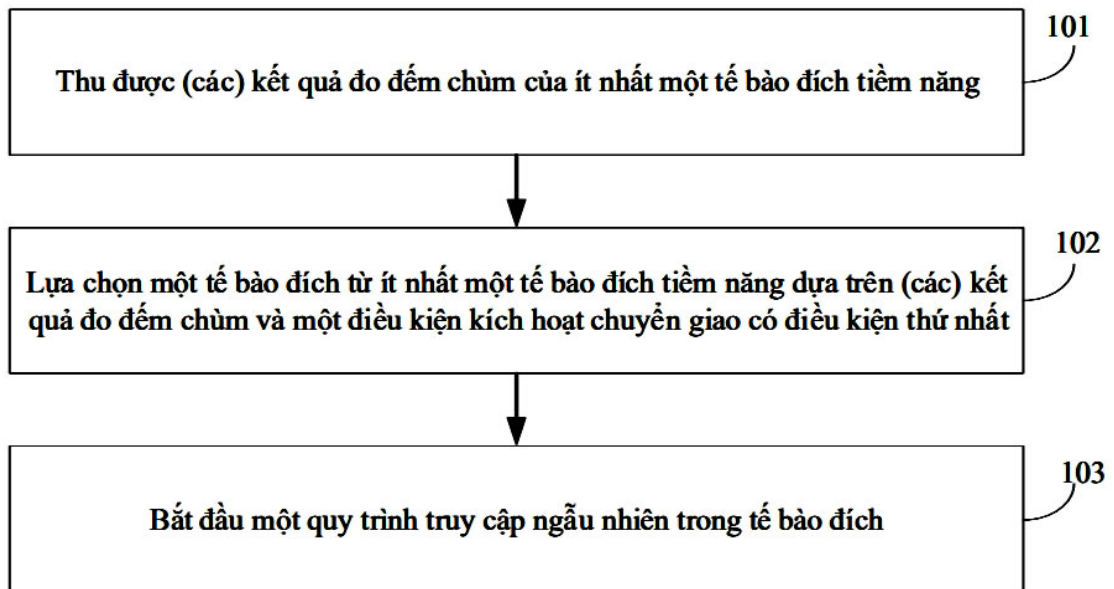 101
Thu được (các) kết quả đo đếm chùm của ít nhất một tế bào đích tiềm năng
102
Lựa chọn một tế bào đích từ ít nhất một tế bào đích tiềm năng dựa trên (các) kết
quả đo đếm chùm và một điều kiện kích hoạt chuyển giao có điều kiện thứ nhất
103
Bắt đầu một quy trình truy cập ngẫu nhiên trong tế bào đích